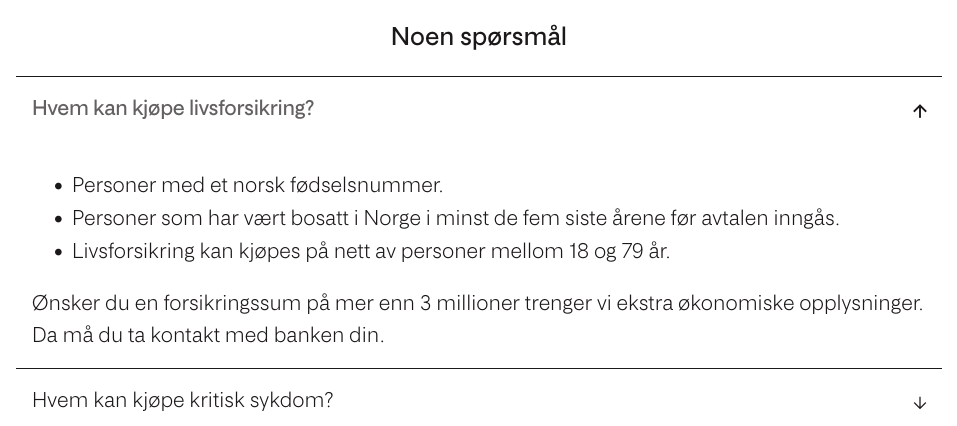 Noen spørsmål
Hvem kan kjøpe livsforsikring?
• Personer med et norsk fødselsnummer.
• Personer som har vært bosatt i Norge i minst de fem siste årene før avtalen inngås.
• Livsforsikring kan kjøpes på nett av personer mellom 18 og 79 år.
Ønsker du en forsikringssum på mer enn 3 millioner trenger vi ekstra økonomiske opplysninger.
Da må du ta kontakt med banken din.
Hvem kan kjøpe kritisk sykdom?